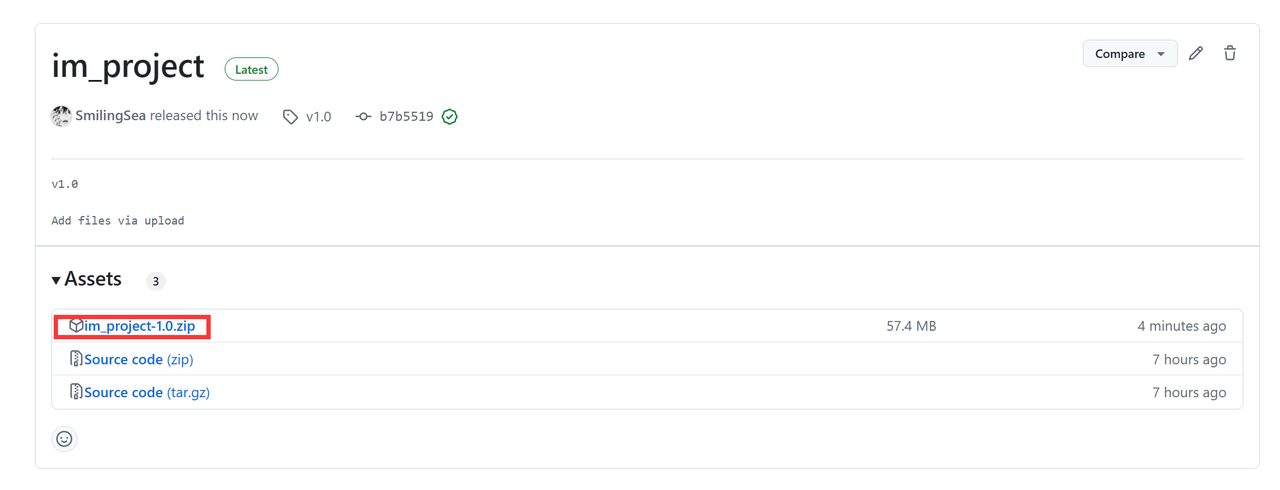 im_project Latest Compare
SmilingSea released this now v1.0 b7b5519
v1.0
Add files via upload
Assets 3
im_project-1.0.zip 57.4 MB 4 minutes ago
Source code (zip) 7 hours ago
Source code (tar.gz) 7 hours ago